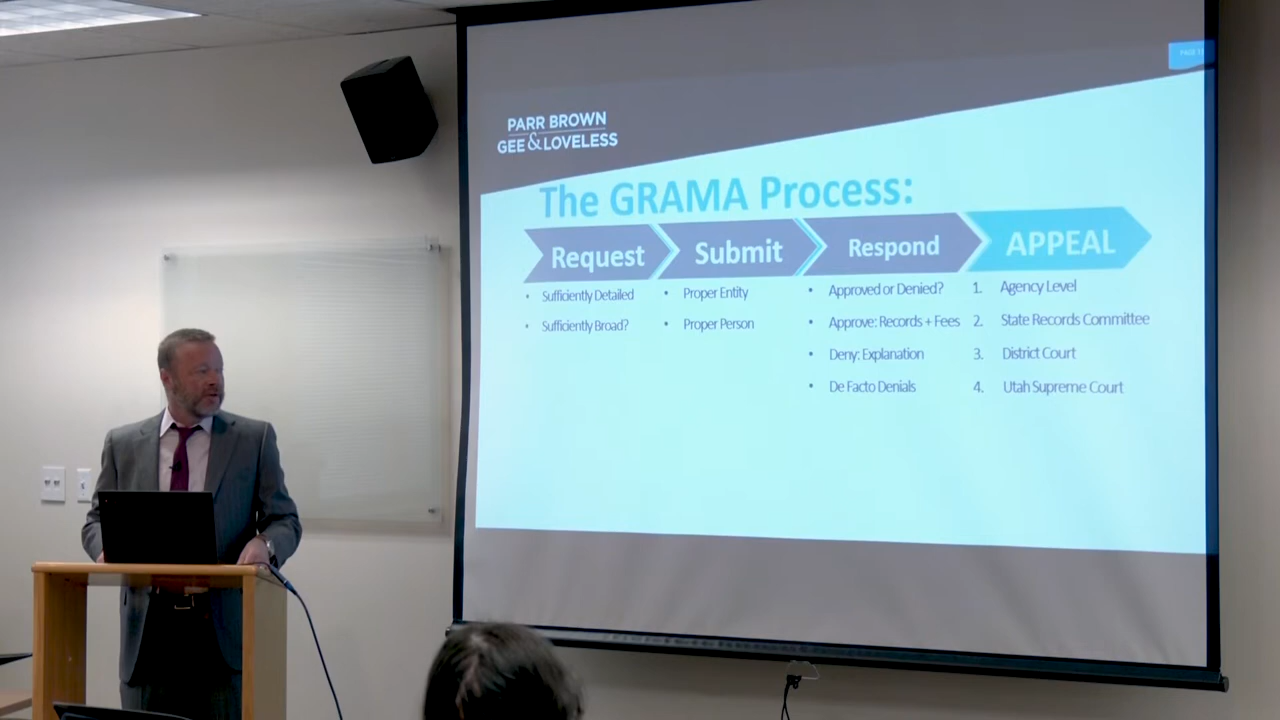 PAGE 11
PARR BROWN
GEE & LOVELESS
The GRAMA Process:
Request
Submit
Respond
APPEAL
• Sufficiently Detailed
• Sufficiently Broad?
• Proper Entity
• Proper Person
• Approved or Denied?
• Approve: Records + Fees
• Deny: Explanation
• De Facto Denials
1. Agency Level
2. State Records Committee
3. District Court
4. Utah Supreme Court